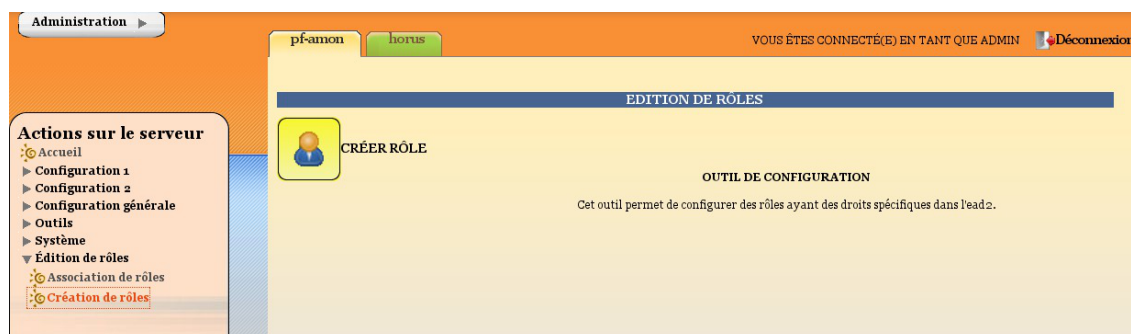 Administration
pf-amon
horus
VOUS ÊTES CONNECTÉ(E) EN TANT QUE ADMIN
Déconnexion
EDITION DE RÔLES
Actions sur le serveur
Accueil
Configuration 1
Configuration 2
Configuration générale
Outils
Système
Édition de rôles
Association de rôles
Création de rôles
CRÉER RÔLE
OUTIL DE CONFIGURATION
Cet outil permet de configurer des rôles ayant des droits spécifiques dans l'ead2.